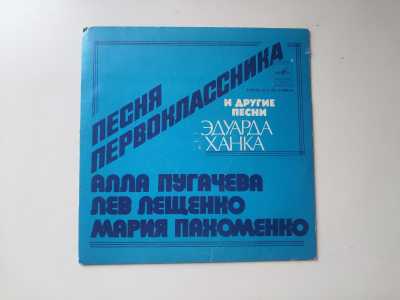 ПЕСНЯ
ПЕРВОКЛАССНИКА
И ДРУГИЕ
ПЕСНИ
ЭДУАРДА
ХАНКА
АЛЛА ПУГАЧЕВА
ЛЕВ ЛЕЩЕНКО
МАРИЯ ПАХОМЕНКО